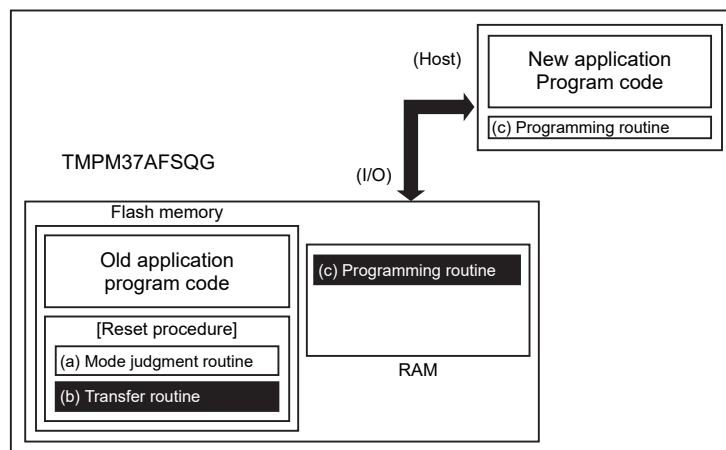 (Host)
New application
Program code
(c) Programming routine
TMPM37AFSQG
(I/O)
Flash memory
Old application
program code
[Reset procedure]
(a) Mode judgment routine
(b) Transfer routine
(c) Programming routine
RAM